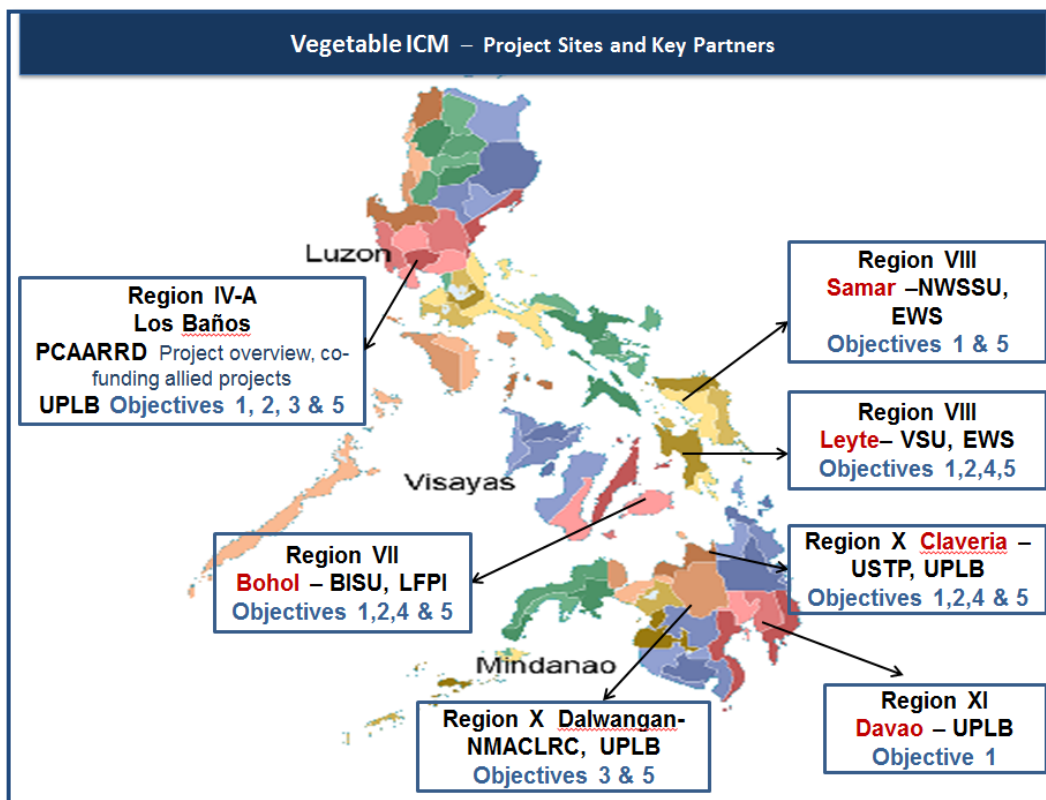 Vegetable ICM – Project Sites and Key Partners
Luzon
Region IV-A
Los Baños
PCAARRD Project overview, co-
funding allied projects
UPLB Objectives 1, 2, 3 & 5
Region VIII
Samar –NWSSU,
EWS
Objectives 1 & 5
Region VIII
Leyte– VSU, EWS
Objectives 1,2,4,5
Visayas
Region VII
Bohol – BISU, LFPI
Objectives 1,2,4 & 5
Region X Claveria –
USTP, UPLB
Objectives 1,2,4 & 5
Mindanao
Region X Dalwangan-
NMACLRC, UPLB
Objectives 3 & 5
Region XI
Davao – UPLB
Objective 1